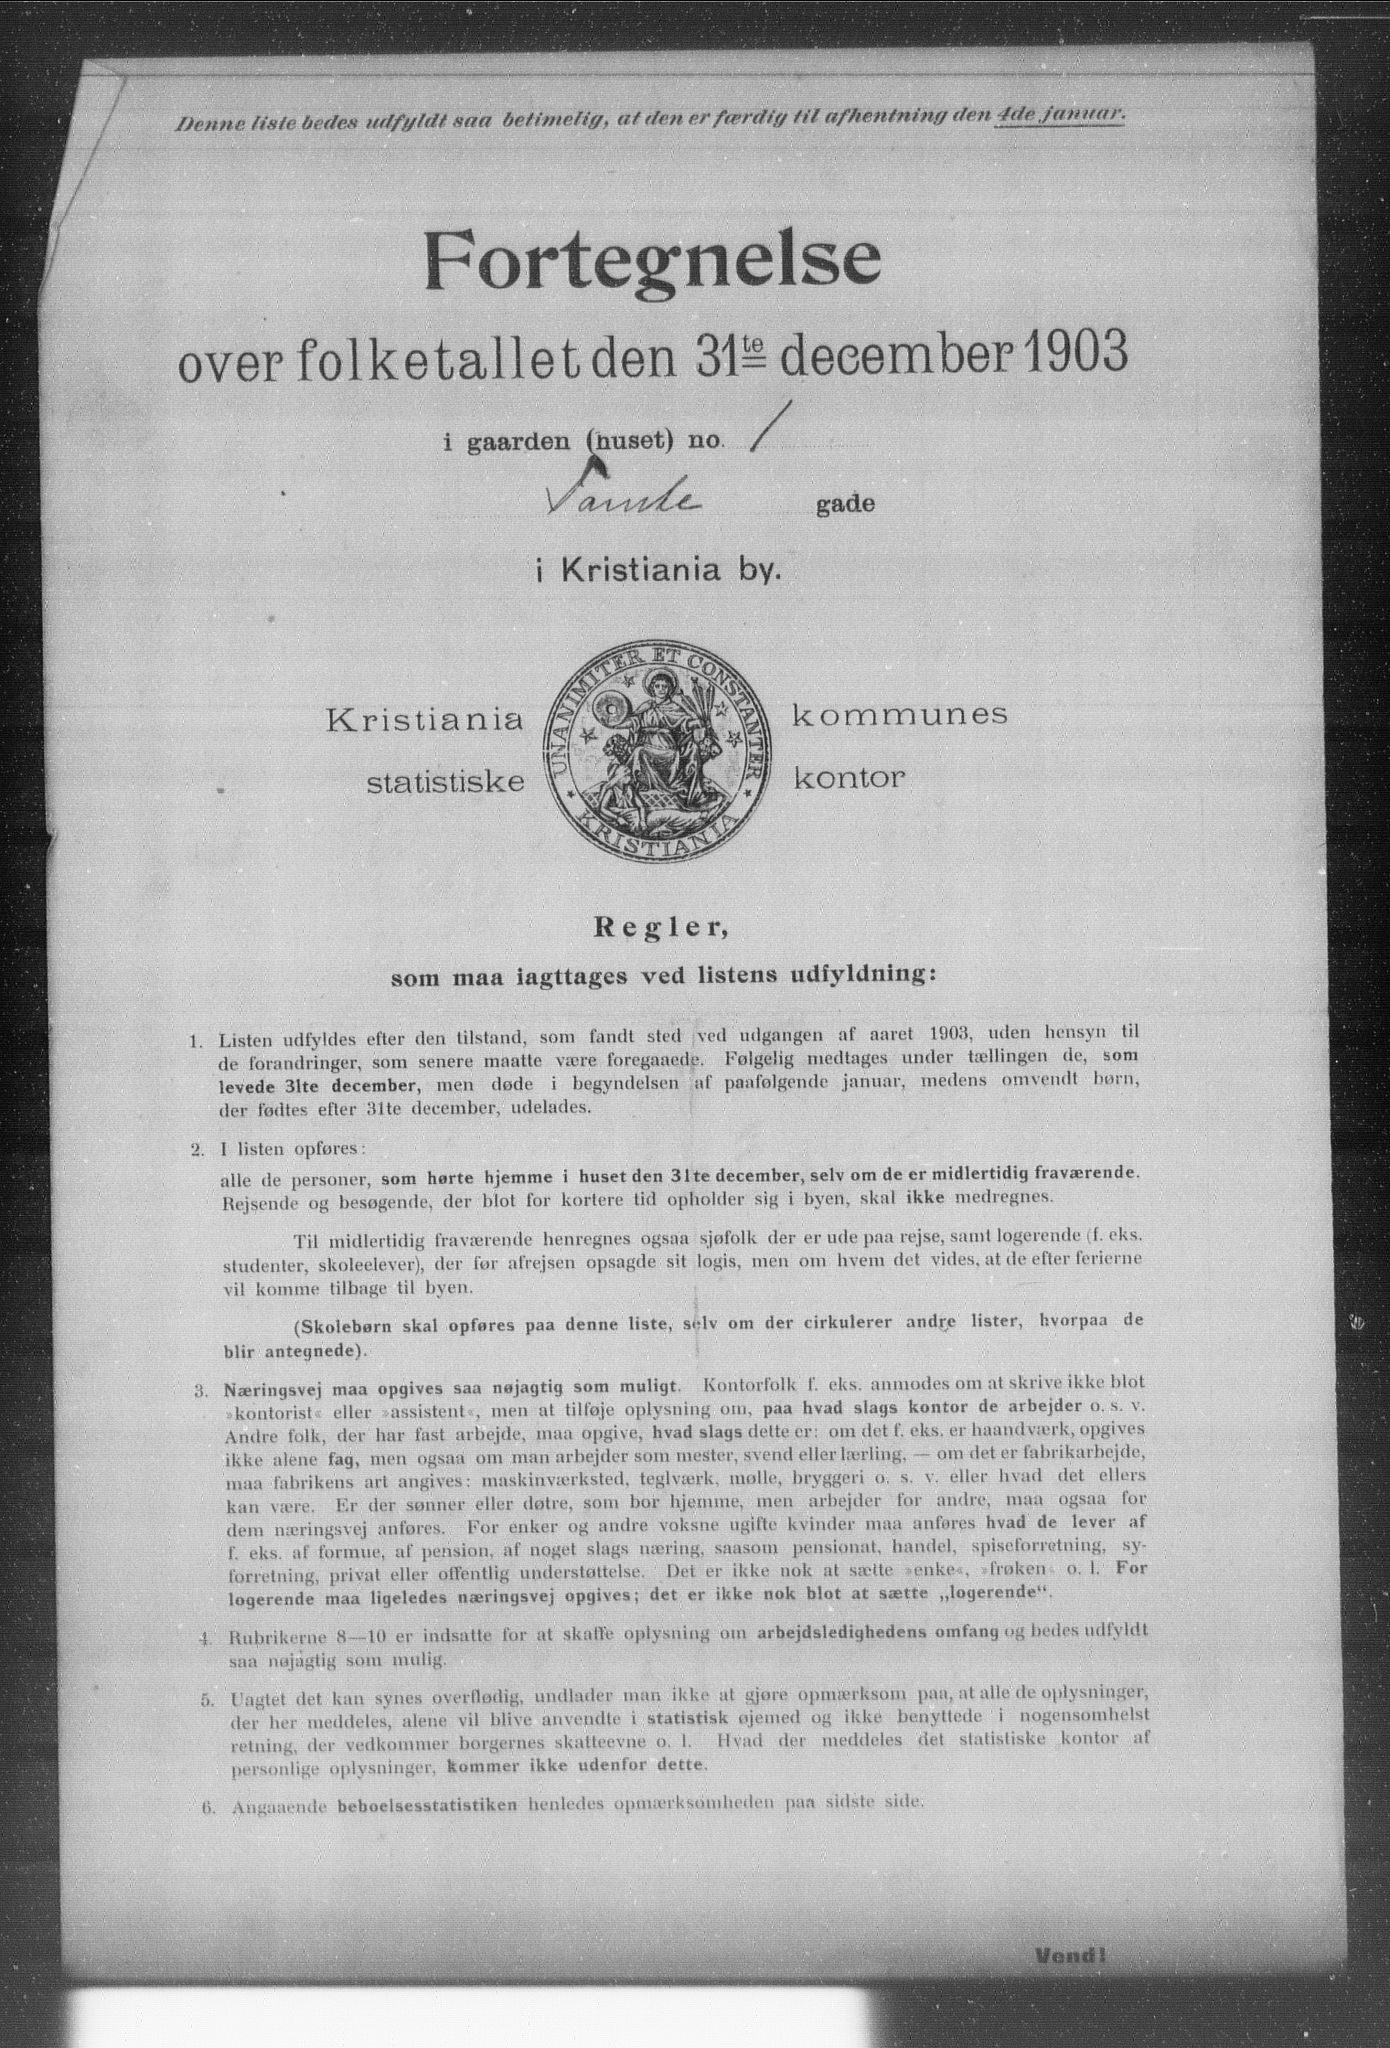 Denne liste bedes udfyldt saa betimelig, at den er færdig til afhentning den 4de januar.
Fortegnelse
over folketallet den 31te december 1903
i gaarden (huset) no. 1
gade
i Kristiania by.
Kristiania kommunes
statistiske kontor
UNANIMITER ET CONSTANTER
KRISTIANIA
Regler,
som maa iagttages ved listens udfyldning:
1. Listen udfyldes efter den tilstand, som fandt sted ved udgangen af aaret 1903, uden hensyn til
de forandringer, som senere maatte være foregaaede. Følgelig medtages under tællingen de, som
levede 31te december, men døde i begyndelsen af paafølgende januar, medens omvendt børn,
der fødtes efter 31te december, udelades.
2. I listen opføres:
alle de personer, som hørte hjemme i huset den 31te december, selv om de er midlertidig fraværende.
Rejsende og besøgende, der blot for kortere tid opholder sig i byen, skal ikke medregnes.
Til midlertidig fraværende henregnes ogsaa sjøfolk der er ude paa rejse, samt logerende (f. eks.
studenter, skoleelever), der før afrejsen opsagde sit logis, men om hvem det vides, at de efter ferierne
vil komme tilbage til byen.
(Skolebørn skal opføres paa denne liste, selv om der cirkulerer andre lister, hvorpaa de
blir antegnede).
3. Næringsvej maa opgives saa nøjagtig som muligt. Kontorfolk f. eks. anmodes om at skrive ikke blot
»kontorist« eller »assistent«, men at tilføje oplysning om, paa hvad slags kontor de arbejder o. s. v.
Andre folk, der har fast arbejde, maa opgive, hvad slags dette er: om det f. eks. er haandværk, opgives
ikke alene fag, men ogsaa om man arbejder som mester, svend eller lærling, — om det er fabrikarbejde,
maa fabrikens art angives: maskinværksted, teglværk, mølle, bryggeri o. s. v. eller hvad det ellers
kan være. Er der sønner eller døtre, som bor hjemme, men arbejder for andre, maa ogsaa for
dem næringsvej anføres. For enker og andre voksne ugifte kvinder maa anføres hvad de lever af
f. eks. af formue, af pension, af noget slags næring, saasom pensionat, handel, spiseforretning, sy-
forretning, privat eller offentlig understøttelse. Det er ikke nok at sætte »enke«, »frøken« o. l. For
logerende maa ligeledes næringsvej opgives; det er ikke nok blot at sætte „logerende“.
4. Rubrikerne 8—10 er indsatte for at skaffe oplysning om arbejdsledighedens omfang og bedes udfyldt
saa nøjagtig som mulig.
5. Uagtet det kan synes overflødig, undlader man ikke at gjøre opmærksom paa, at alle de oplysninger,
der her meddeles, alene vil blive anvendte i statistisk øjemed og ikke benyttede i nogensomhelst
retning, der vedkommer borgernes skatteevne o. l. Hvad der meddeles det statistiske kontor af
personlige oplysninger, kommer ikke udenfor dette.
6. Angaaende beboelsesstatistiken henledes opmærksomheden paa sidste side.
Vend!